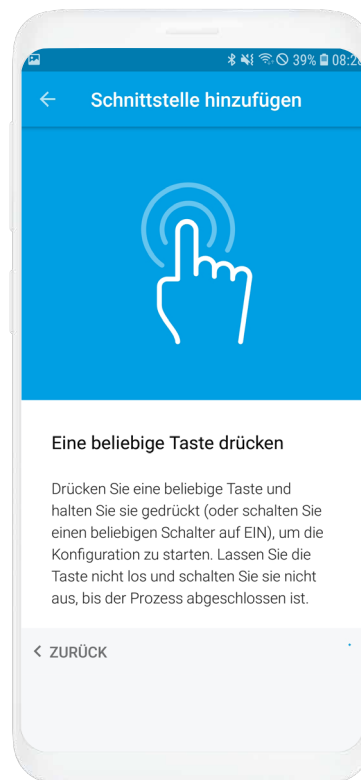 39% 08:26
Schnittstelle hinzufügen
Eine beliebige Taste drücken
Drücken Sie eine beliebige Taste und
halten Sie sie gedrückt (oder schalten Sie
einen beliebigen Schalter auf EIN), um die
Konfiguration zu starten. Lassen Sie die
Taste nicht los und schalten Sie sie nicht
aus, bis der Prozess abgeschlossen ist.
< ZURÜCK